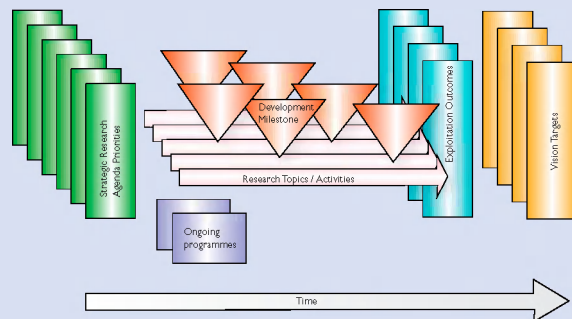 Strategic Research
Agenda Priorities
Development
Milestone
Research Topics / Activities
Exploitation Outcomes
Vision Targets
Ongoing
programmes
Time